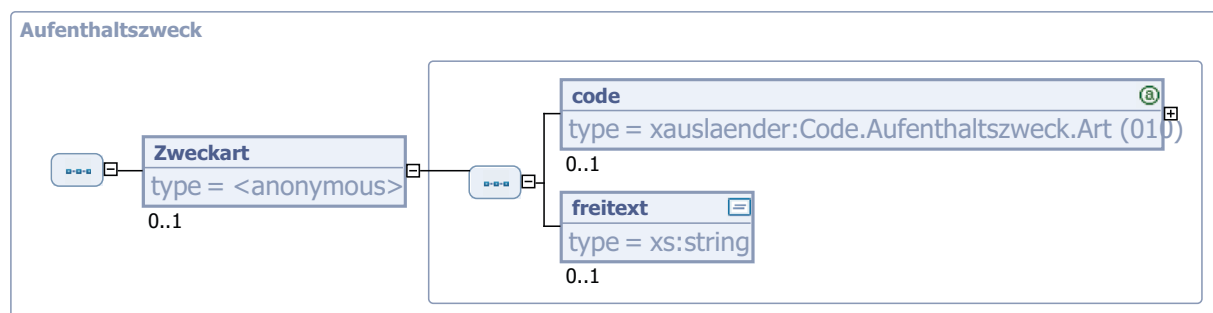 Aufenthaltszweck
code
type = xauslaender:Code.Aufenthaltszweck.Art (010)
0..1
Zweckart
type = <anonymous>
0..1
freitext
type = xs:string
0..1